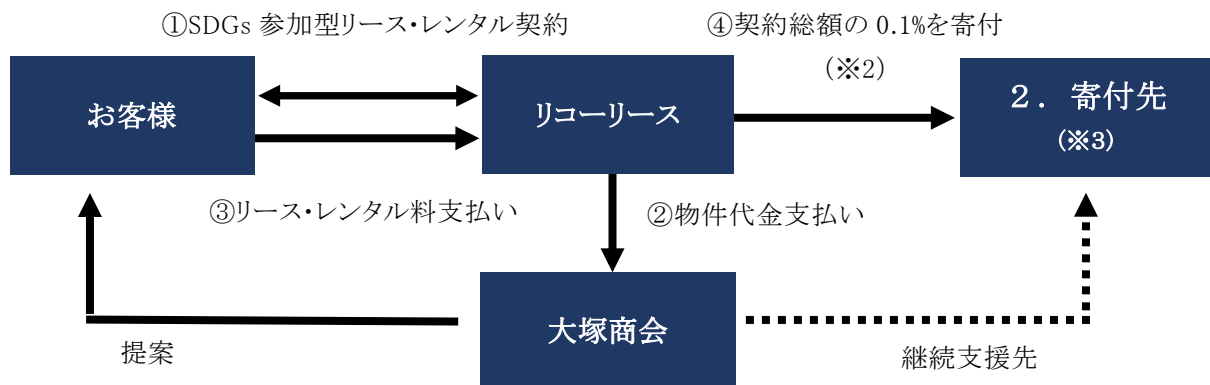 ①SDGs 参加型リース・レンタル契約
④契約総額の 0.1%を寄付
(※2)
お客様
リコーリース
２．寄付先
(※3)
③リース・レンタル料支払い
②物件代金支払い
大塚商会
提案
継続支援先